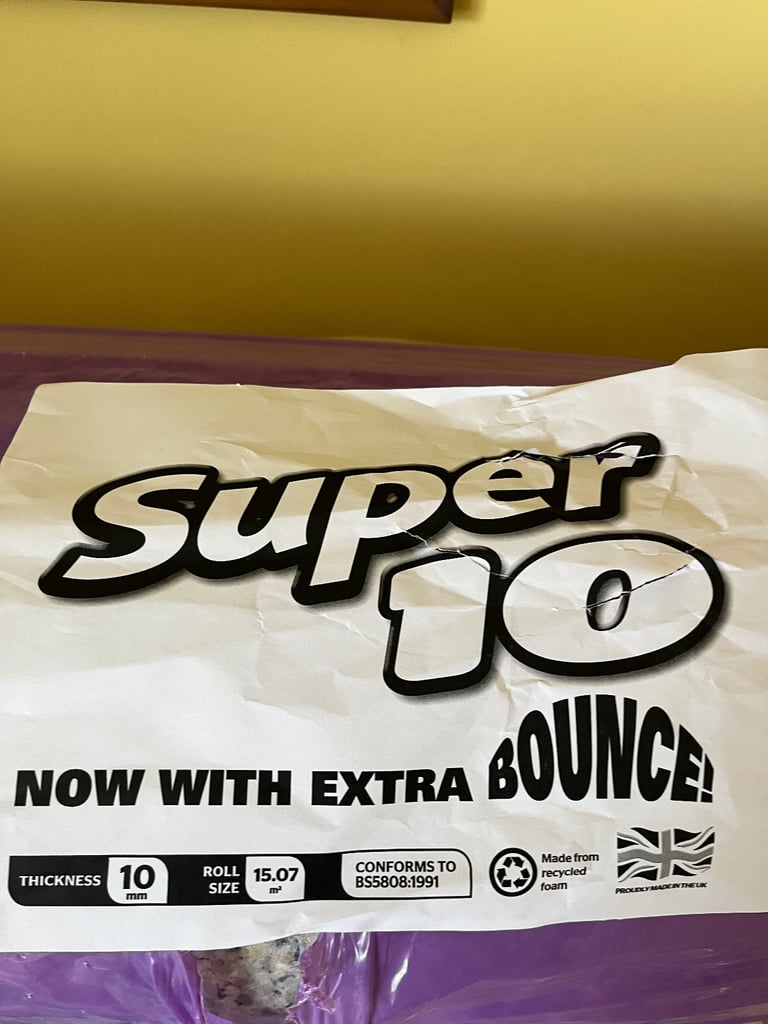 Super
10
NOW WITH EXTRA BOUNCE!
THICKNESS 10 mm ROLL SIZE 15.07 m² CONFORMS TO BS5808:1991
Made from
recycled
foam
PROUDLY MADE IN THE UK